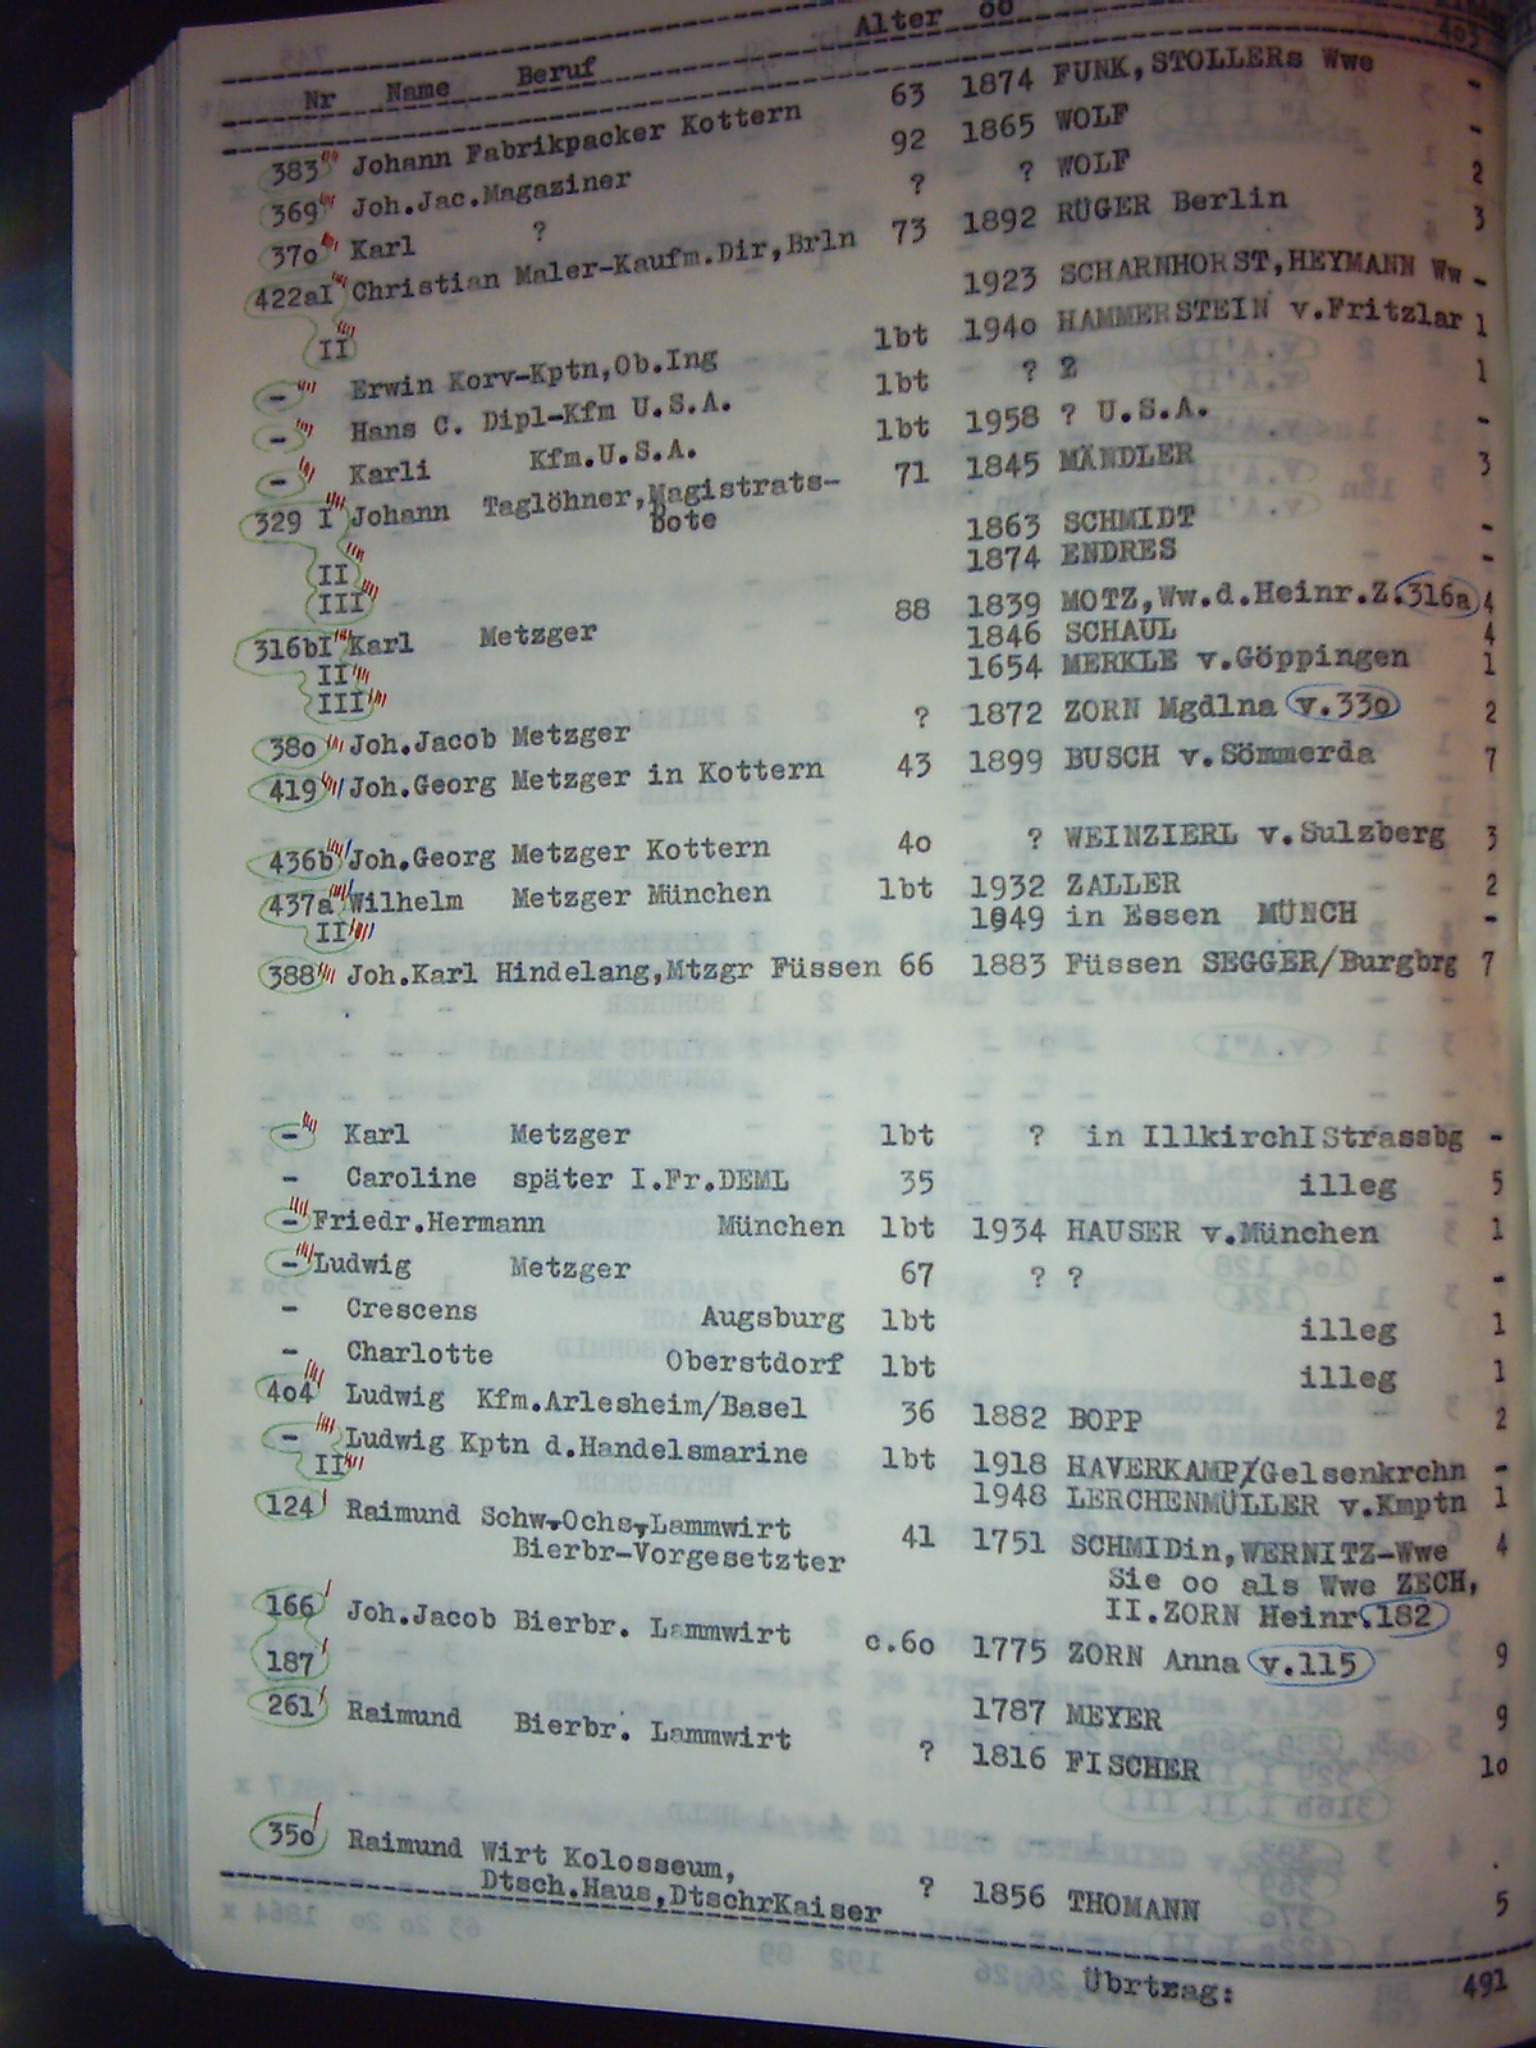 Nr Name Beruf Alter oo
403
383 Johann Fabrikpacker Kottern 63 1874 FUNK,STOLLERs Wwe -
369 Joh.Jac.Magaziner 92 1865 WOLF -
37o Karl ? ? ? WOLF 2
422aI Christian Maler-Kaufm.Dir,Brln 73 1892 RÜGER Berlin 3
II 1923 SCHARNHORST,HEYMANN Ww -
- Erwin Korv-Kptn,Ob.Ing lbt 194o HAMMERSTEIN v.Fritzlar 1
- Hans C. Dipl-Kfm U.S.A. lbt ? Z 1
- Karli Kfm.U.S.A. lbt 1958 ? U.S.A. -
329 I Johann Taglöhner,Magistrats- 71 1845 MÄNDLER 3
bote
II 1863 SCHMIDT -
III 1874 ENDRES -
316bI Karl Metzger 88 1839 MOTZ,Ww.d.Heinr.Z.316a 4
II 1846 SCHAUL 4
III 1654 MERKLE v.Göppingen 1
38o Joh.Jacob Metzger ? 1872 ZORN Mgdlna v.33o 2
419 Joh.Georg Metzger in Kottern 43 1899 BUSCH v.Sömmerda 7
436b Joh.Georg Metzger Kottern 4o ? WEINZIERL v.Sulzberg 3
437a Wilhelm Metzger München lbt 1932 ZALLER 2
II 1949 in Essen MÜNCH -
388 Joh.Karl Hindelang,Mtzgr Füssen 66 1883 Füssen SEGGER/Burgbrg 7
- Karl Metzger lbt ? in IllkirchIStrassbg -
- Caroline später I.Fr.DEML 35 illeg 5
- Friedr.Hermann München lbt 1934 HAUSER v.München 1
- Ludwig Metzger 67 ? ? -
- Crescens Augsburg lbt illeg 1
- Charlotte Oberstdorf lbt illeg 1
4o4 Ludwig Kfm.Arlesheim/Basel 36 1882 BOPP 2
- Ludwig Kptn d.Handelsmarine lbt 1918 HAVERKAMP/Gelsenkrchn -
II 1948 LERCHENMÜLLER v.Kmptn 1
124 Raimund Schw,Ochs,Lammwirt 41 1751 SCHMIDin,WERNITZ-Wwe 4
Bierbr-Vorgesetzter Sie oo als Wwe ZECH,
II.ZORN Heinr.182
166 Joh.Jacob Bierbr. Lammwirt c.6o 1775 ZORN Anna v.115 9
187 1787 MEYER 9
261 Raimund Bierbr. Lammwirt ? 1816 FISCHER 1o
35o Raimund Wirt Kolosseum,
Dtsch.Haus,DtschrKaiser ? 1856 THOMANN 5
Übrtrag: 491